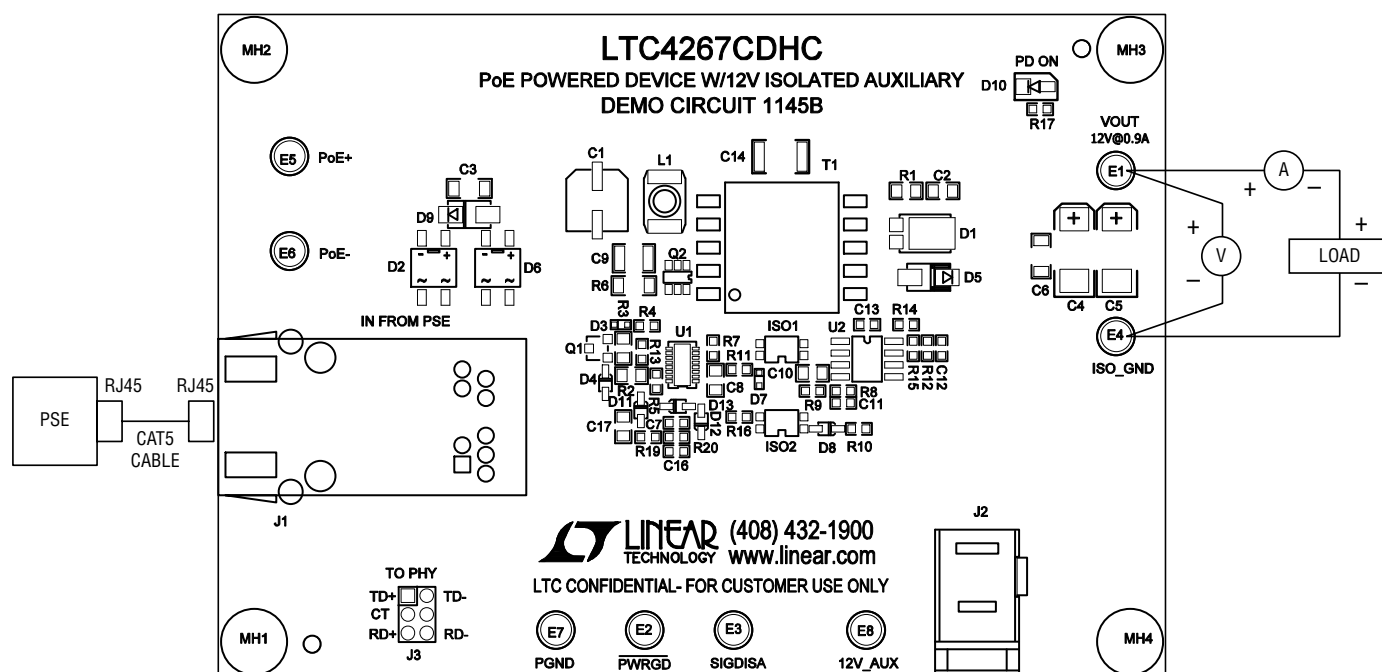 LTC4267CDHC
PoE POWERED DEVICE W/12V ISOLATED AUXILIARY
DEMO CIRCUIT 1145B
MH2
MH3
PD ON
D10
R17
VOUT
12V@0.9A
E1
A
+
–
E5
PoE+
E6
PoE-
C3
D9
D2
- +
~ ~
D6
- +
~ ~
C1
L1
C14
T1
R1
C2
D1
D5
C9
R6
Q2
C6
+
C4
+
C5
+
V
–
+
LOAD
–
E4
ISO_GND
IN FROM PSE
D3
R3
R4
Q1
R13
U1
R7
R11
ISO1
C10
U2
C13
R14
R15
R12
C12
D4
R2
D11
R5
C8
D7
D13
R9
R8
C11
C17
C7
D12
R19
R20
C16
R16
ISO2
D8
R10
PSE
RJ45
RJ45
CAT5
CABLE
J1
LINEAR
TECHNOLOGY
(408) 432-1900
www.linear.com
LTC CONFIDENTIAL- FOR CUSTOMER USE ONLY
J2
TO PHY
TD+
TD-
CT
RD+
RD-
J3
MH1
E7
PGND
E2
PWRGD
E3
SIGDISA
E8
12V_AUX
MH4